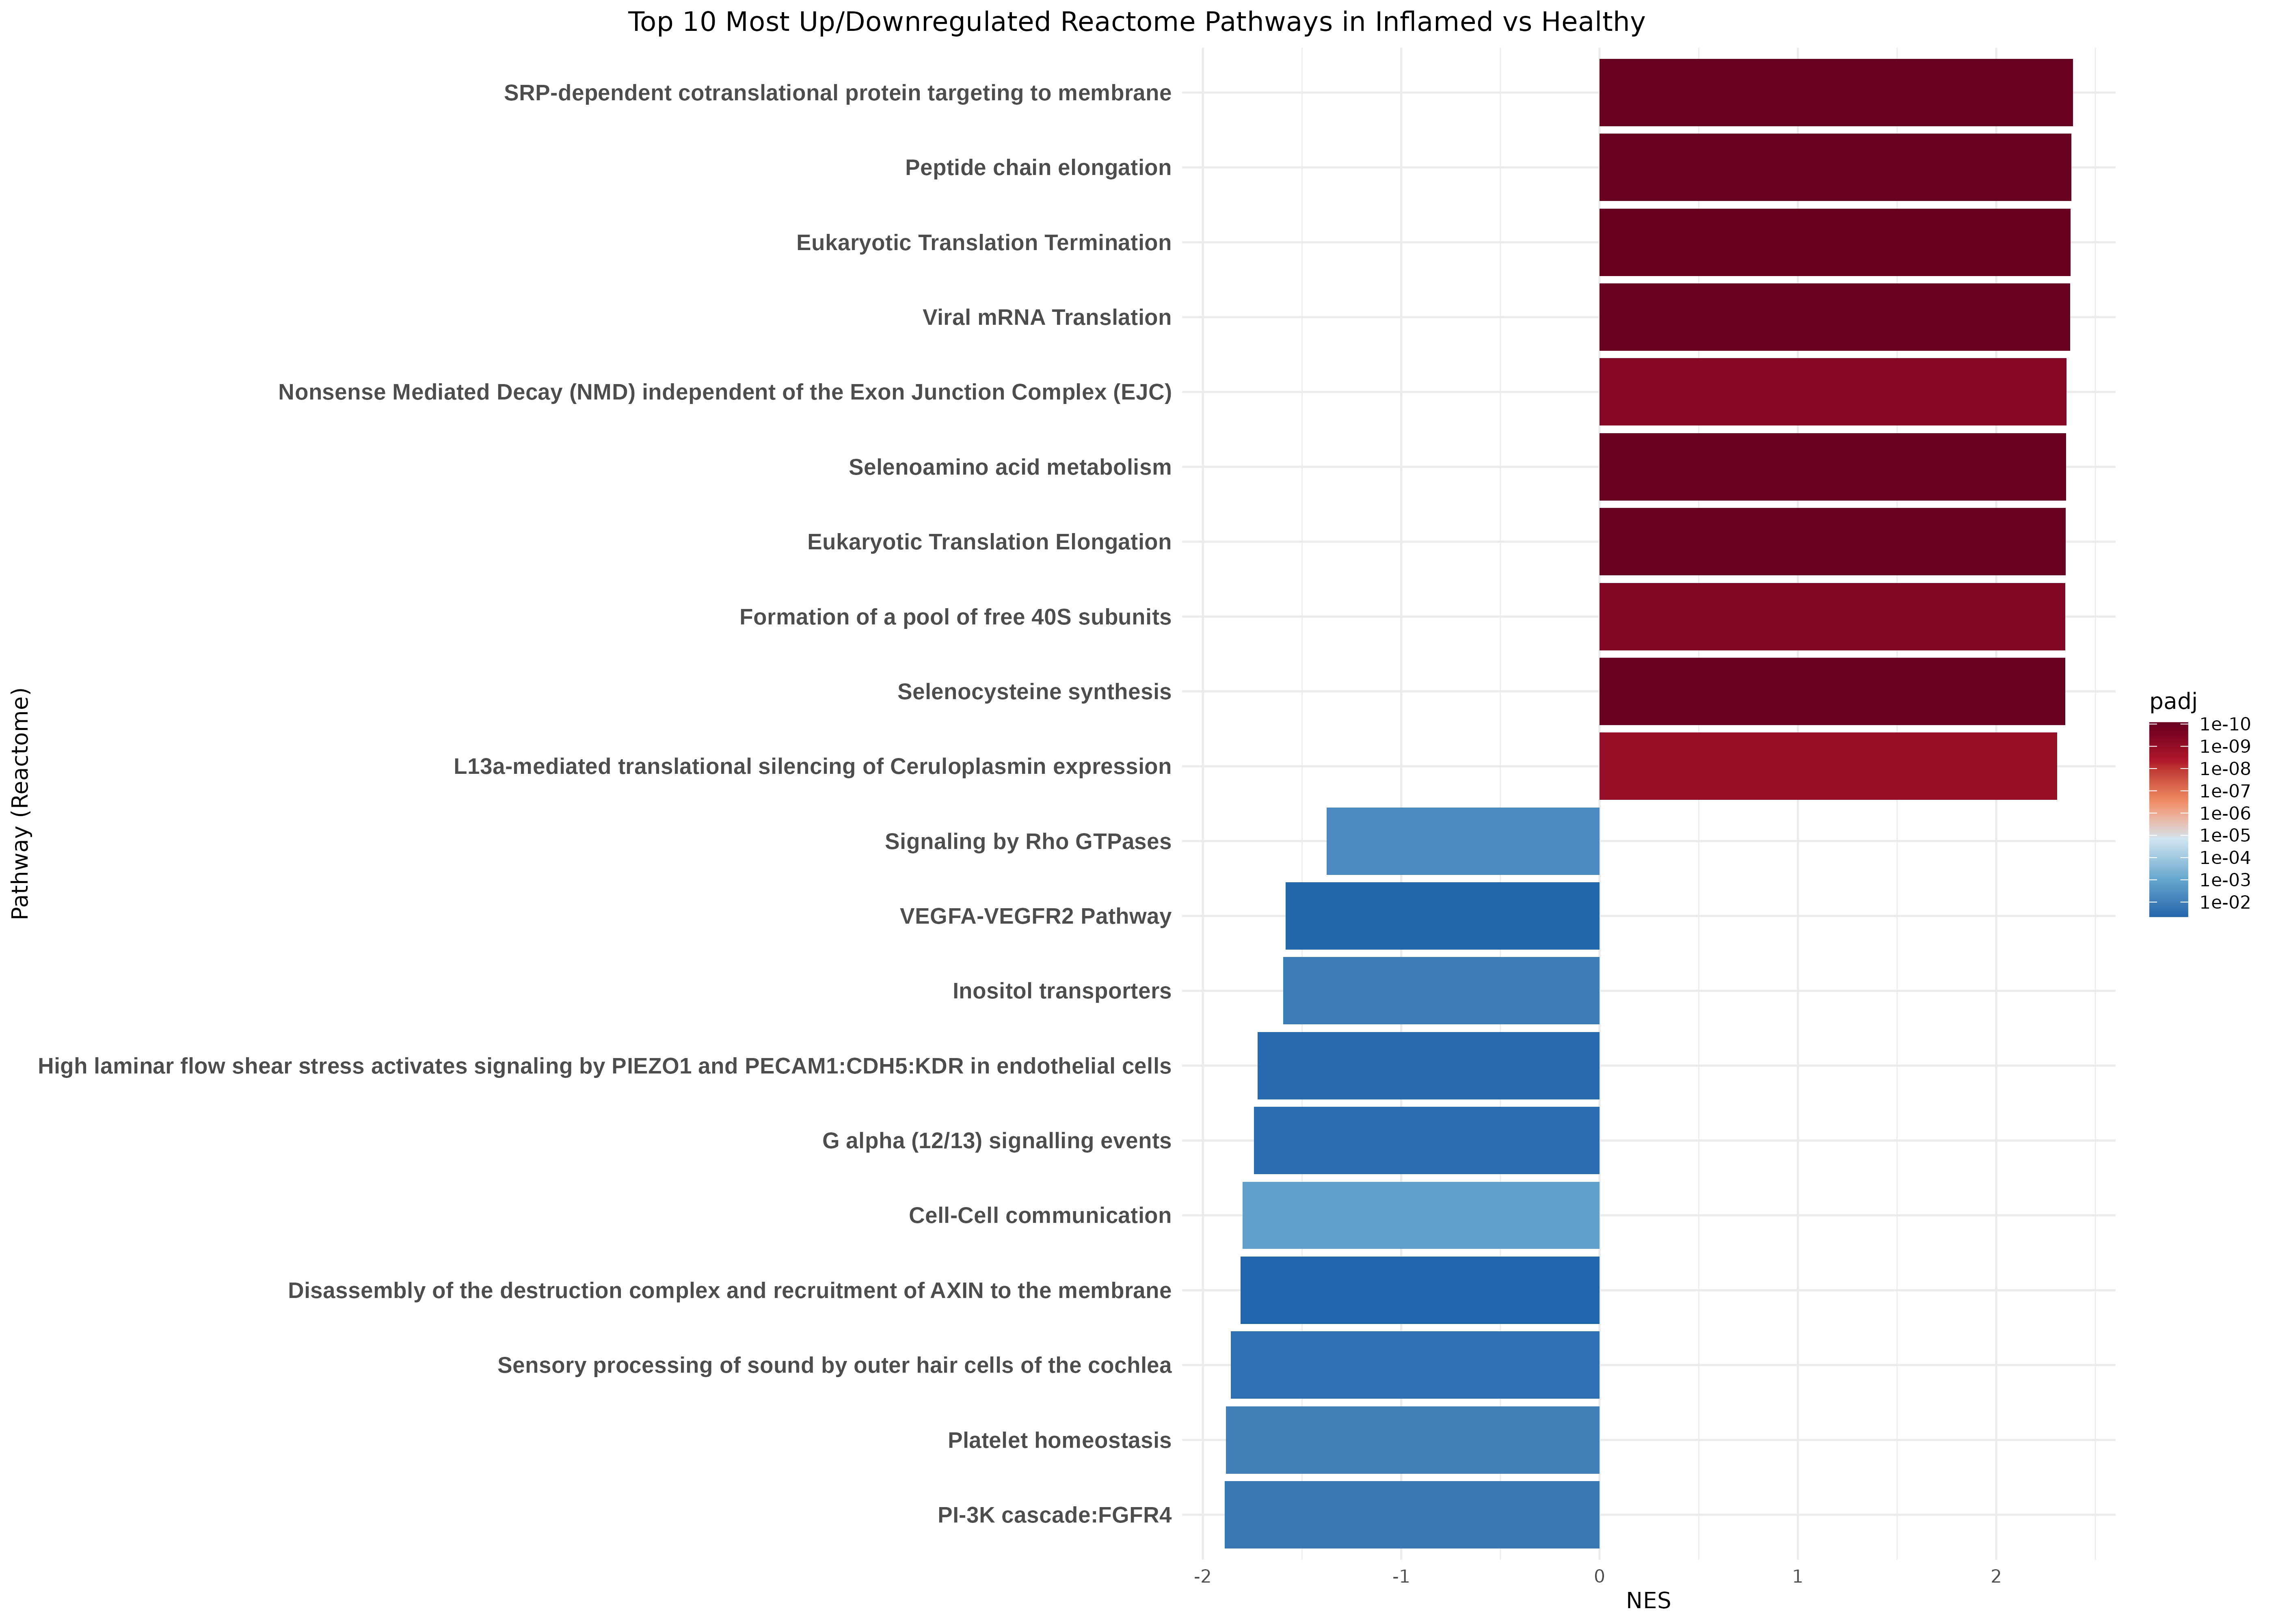 Top 10 Most Up/Downregulated Reactome Pathways in Inflamed vs Healthy
Pathway (Reactome)
SRP-dependent cotranslational protein targeting to membrane
Peptide chain elongation
Eukaryotic Translation Termination
Viral mRNA Translation
Nonsense Mediated Decay (NMD) independent of the Exon Junction Complex (EJC)
Selenoamino acid metabolism
Eukaryotic Translation Elongation
Formation of a pool of free 40S subunits
Selenocysteine synthesis
L13a-mediated translational silencing of Ceruloplasmin expression
Signaling by Rho GTPases
VEGFA-VEGFR2 Pathway
Inositol transporters
High laminar flow shear stress activates signaling by PIEZO1 and PECAM1:CDH5:KDR in endothelial cells
G alpha (12/13) signalling events
Cell-Cell communication
Disassembly of the destruction complex and recruitment of AXIN to the membrane
Sensory processing of sound by outer hair cells of the cochlea
Platelet homeostasis
PI-3K cascade:FGFR4
-2 -1 0 1 2
NES
padj
1e-10
1e-09
1e-08
1e-07
1e-06
1e-05
1e-04
1e-03
1e-02